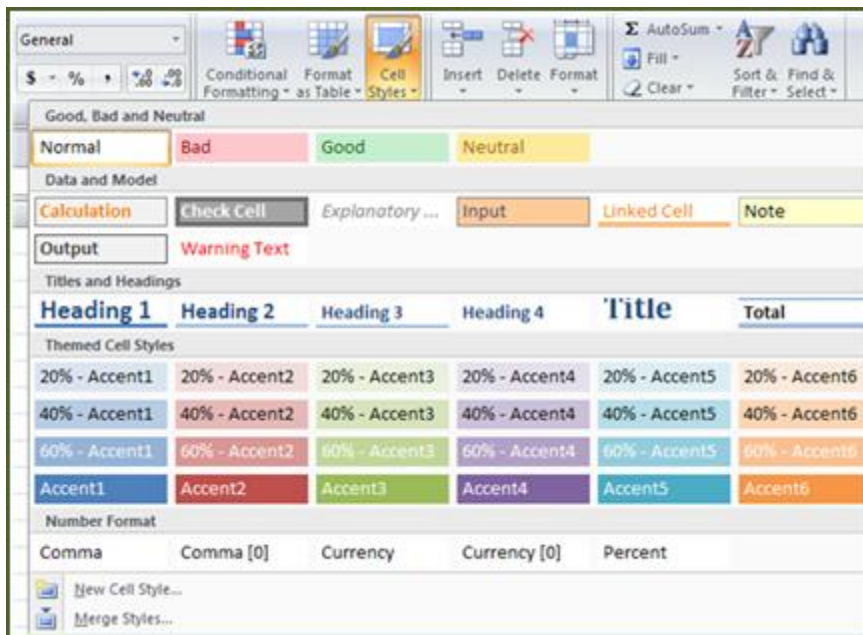 General
$ % ,
Conditional Formatting
Format as Table
Cell Styles
Insert
Delete
Format
Σ AutoSum
Fill
Clear
Sort & Filter
Find & Select
Good, Bad and Neutral
Normal Bad Good Neutral
Data and Model
Calculation Check Cell Explanatory ... Input Linked Cell Note
Output Warning Text
Titles and Headings
Heading 1 Heading 2 Heading 3 Heading 4 Title Total
Themed Cell Styles
20% - Accent1 20% - Accent2 20% - Accent3 20% - Accent4 20% - Accent5 20% - Accent6
40% - Accent1 40% - Accent2 40% - Accent3 40% - Accent4 40% - Accent5 40% - Accent6
60% - Accent1 60% - Accent2 60% - Accent3 60% - Accent4 60% - Accent5 60% - Accent6
Accent1 Accent2 Accent3 Accent4 Accent5 Accent6
Number Format
Comma Comma [0] Currency Currency [0] Percent
New Cell Style...
Merge Styles...